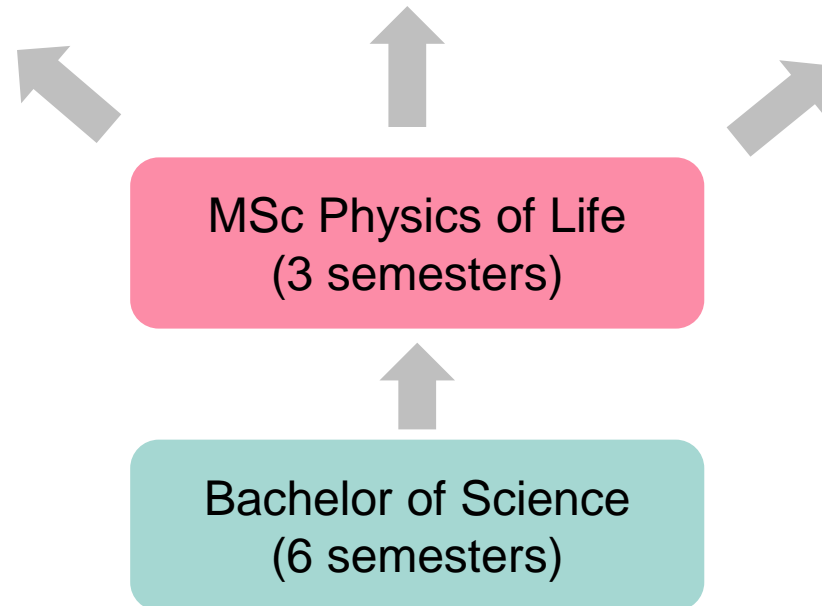 MSc Physics of Life
(3 semesters)
Bachelor of Science
(6 semesters)